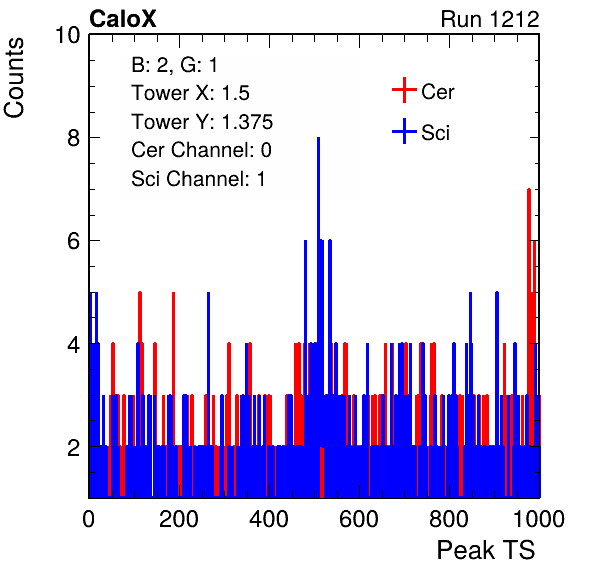 CaloX Run 1212
Counts
10
8
6
4
2
B: 2, G: 1
Tower X: 1.5
Tower Y: 1.375
Cer Channel: 0
Sci Channel: 1
Cer
Sci
0 200 400 600 800 1000
Peak TS